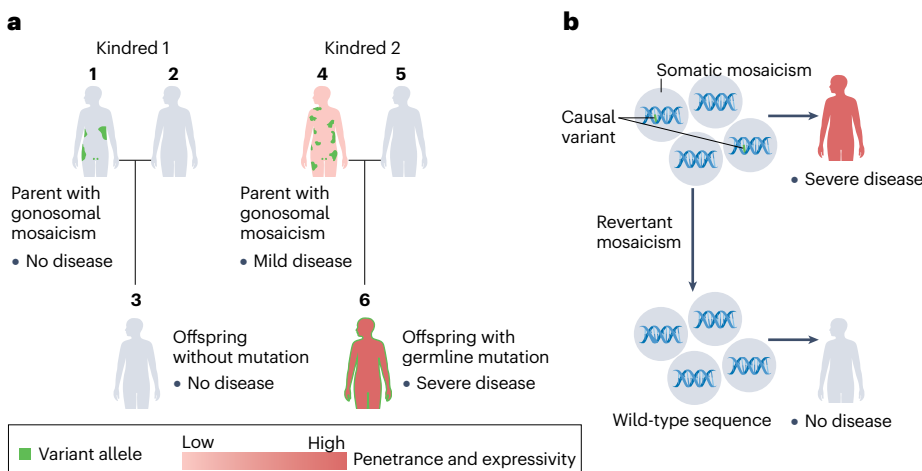 a
Kindred 1
Kindred 2
1
2
4
5
Parent with
gonosomal
mosaicism
• No disease
Parent with
gonosomal
mosaicism
• Mild disease
3
Offspring
without mutation
• No disease
6
Offspring with
germline mutation
• Severe disease
Variant allele
Low
High
Penetrance and expressivity
b
Somatic mosaicism
Causal
variant
• Severe disease
Revertant
mosaicism
Wild-type sequence
• No disease